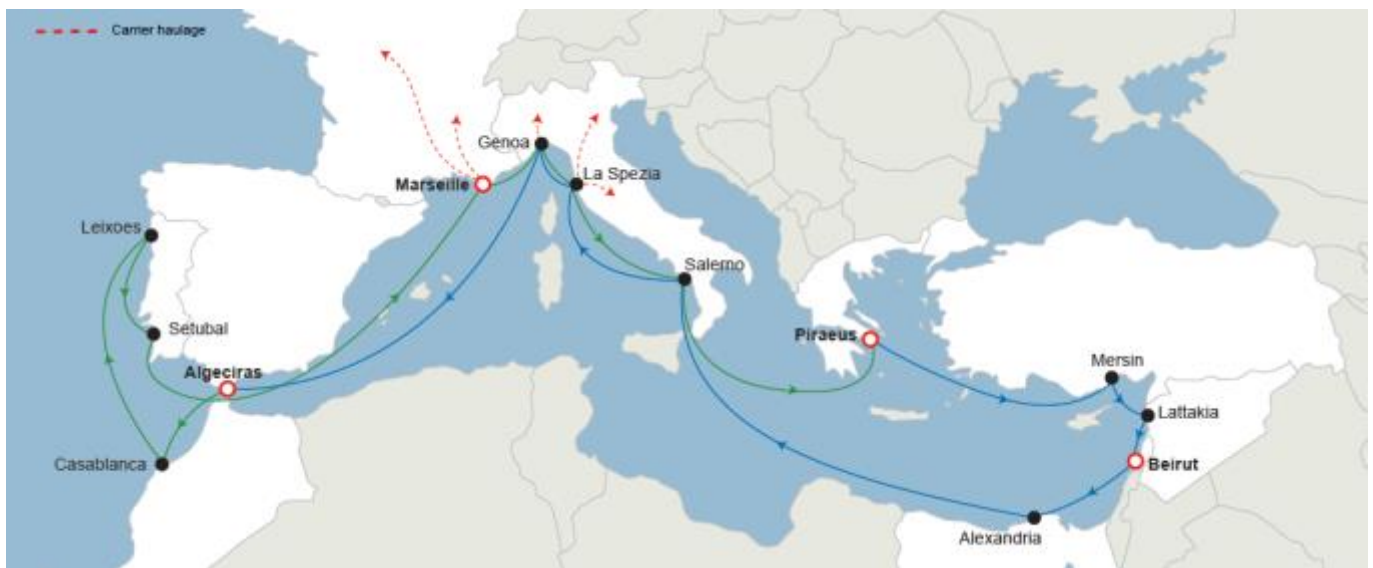 Carrier haulage
Genoa
La Spezia
Marseille
Leixoes
Salerno
Setubal
Piraeus
Algeciras
Mersin
Lattakia
Casablanca
Beirut
Alexandria